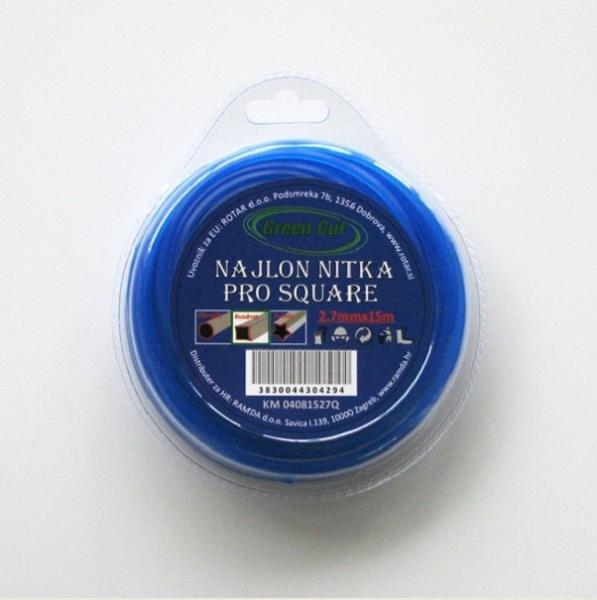 Uvoznik za EU: ROTAR d.o.o. Podsmreka 7b, 1356 Dobrova, www.rotar.si
Green Cut
NAJLON NITKA
PRO SQUARE
Kvadrat
2.7mmx15m
3830044304294
KM 04081527Q
Distributer za HR: RAMDA d.o.o. Savica I.139, 10000 Zagreb, www.ramda.hr